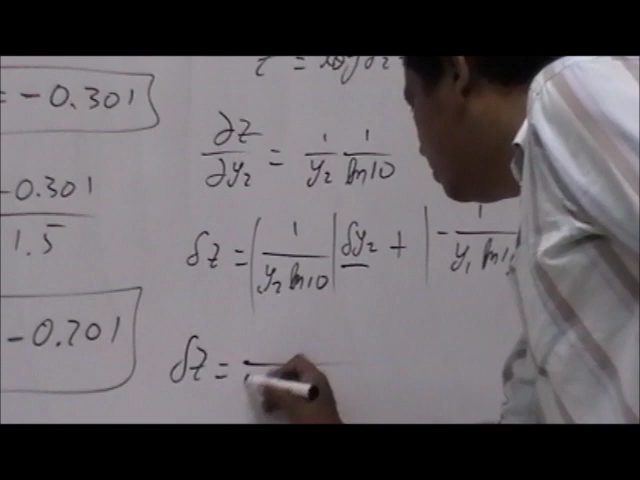 = -0.301
-0.301
1.5
-0.201
∂z/∂y₂ = 1/y₂ 1/ln10
δz = |1/(y₂ ln10)| δy₂ + |- 1/(y₁ ln1
δz =